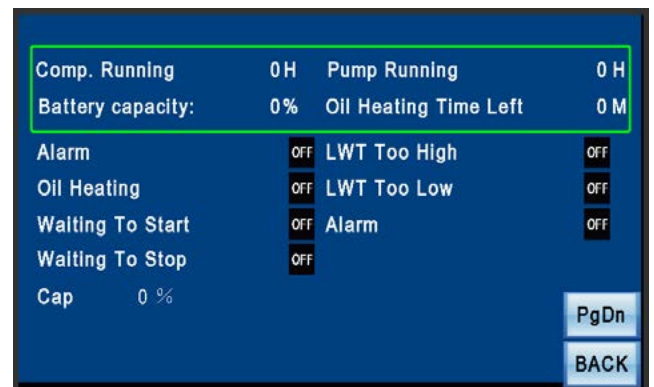 Comp. Running 0H Pump Running 0 H
Battery capacity: 0% Oil Heating Time Left 0 M
Alarm OFF LWT Too High OFF
Oil Heating OFF LWT Too Low OFF
Waiting To Start OFF Alarm OFF
Waiting To Stop OFF
Cap 0 %
PgDn
BACK